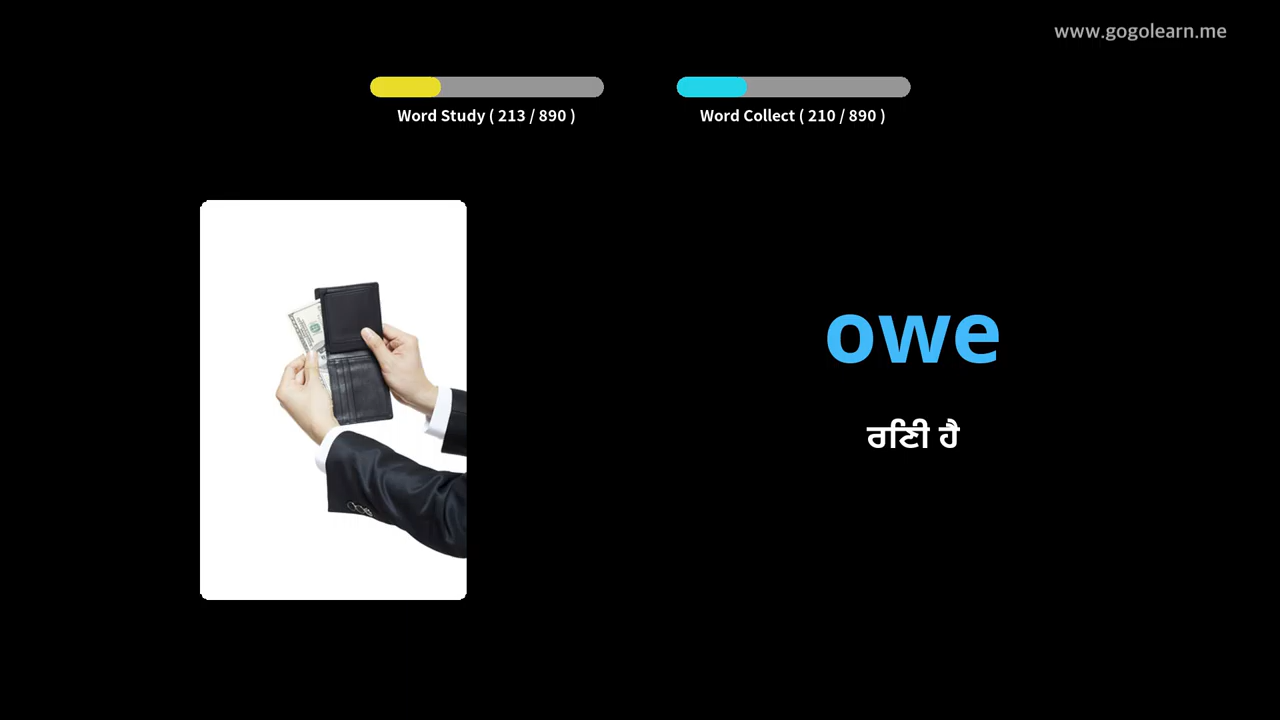 www.gogolearn.me
Word Study ( 213 / 890 )
Word Collect ( 210 / 890 )
owe
ਰਣਿੀ ਹੈ